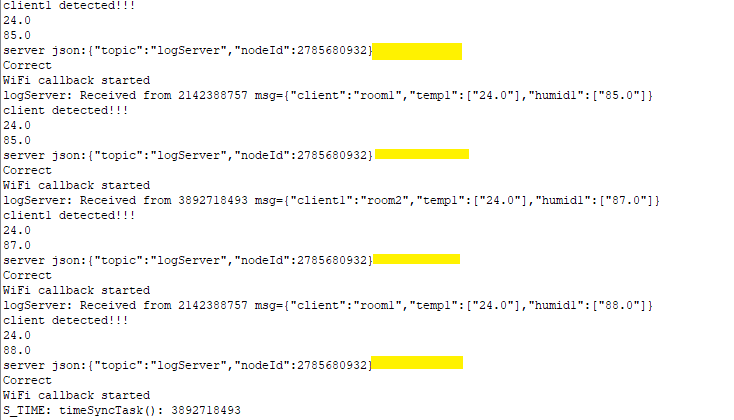 client1 detected!!!
24.0
85.0
server json:{"topic":"logServer","nodeId":2785680932}
Correct
WiFi callback started
logServer: Received from 2142388757 msg={"client":"room1","temp1":["24.0"],"humid1":["85.0"]}
client detected!!!
24.0
85.0
server json:{"topic":"logServer","nodeId":2785680932}
Correct
WiFi callback started
logServer: Received from 3892718493 msg={"client1":"room2","temp1":["24.0"],"humid1":["87.0"]}
client1 detected!!!
24.0
87.0
server json:{"topic":"logServer","nodeId":2785680932}
Correct
WiFi callback started
logServer: Received from 2142388757 msg={"client":"room1","temp1":["24.0"],"humid1":["88.0"]}
client detected!!!
24.0
88.0
server json:{"topic":"logServer","nodeId":2785680932}
Correct
WiFi callback started
S_TIME: timeSyncTask(): 3892718493